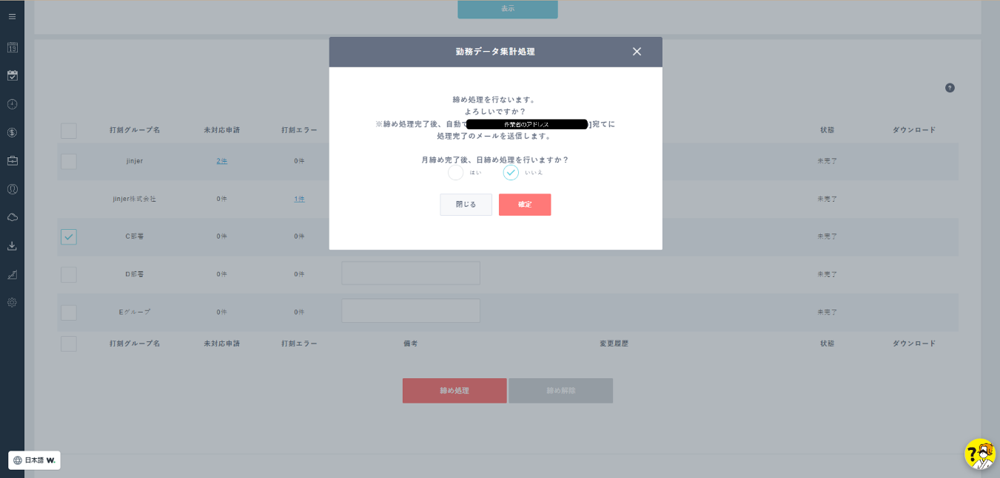 表示
勤務データ集計処理
締め処理を行ないます。
よろしいですか？
※締め処理完了後、自動で 作業者のアドレス ]宛てに
処理完了のメールを送信します。
月締め完了後、日締め処理を行いますか？
はい いいえ
閉じる 確定
?
打刻グループ名 未対応申請 打刻エラー 状態 ダウンロード
jinjer 2件 0件 未完了
jinjer株式会社 0件 1件 未完了
C部署 0件 0件 未完了
D部署 0件 0件 未完了
Eグループ 0件 0件 未完了
打刻グループ名 未対応申請 打刻エラー 備考 変更履歴 状態 ダウンロード
締め処理 締め解除
日本語 W.
?
19